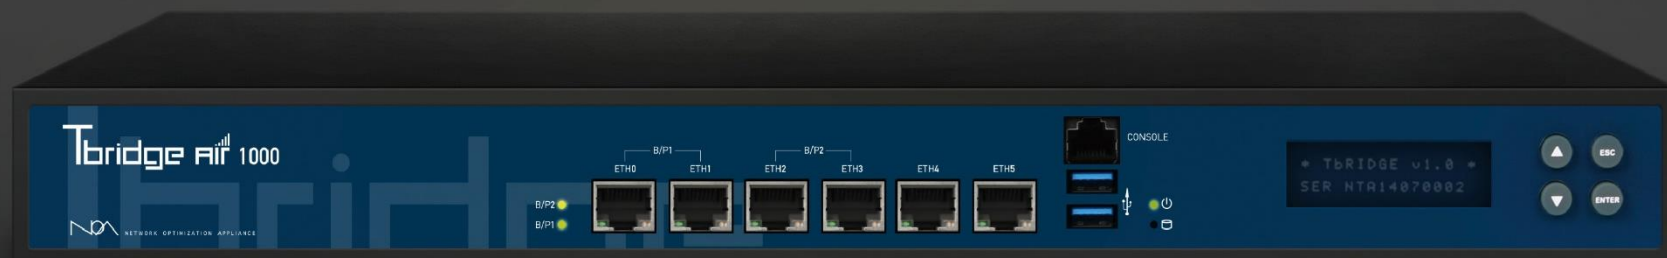 Tbridge Air 1000
NOA NETWORK OPTIMIZATION APPLIANCE
B/P2
B/P1
B/P1
B/P2
ETH0 ETH1 ETH2 ETH3 ETH4 ETH5
CONSOLE
* TbRIDGE v1.0 *
SER NTA14070002
ESC
ENTER